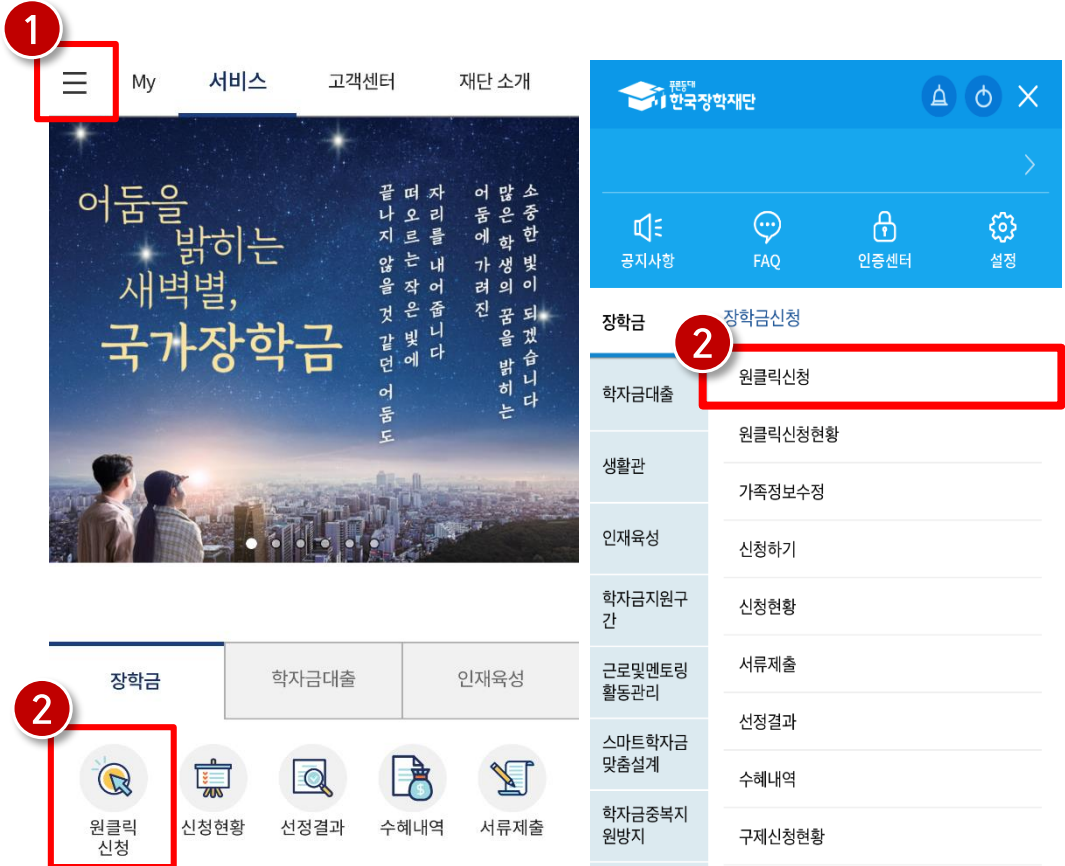 1
My
서비스
고객센터
재단 소개
어둠을
밝히는
새벽별,
국가장학금
소중한 빛이 되겠습니다
많은 학생의 꿈을 밝히는
어둠에 가려진
자리를 내어줍니다
떠오르는 작은 빛에
끝나지 않을 것 같던 어둠도
장학금
학자금대출
인재육성
2
원클릭
신청
신청현황
선정결과
수혜내역
서류제출
푸른등대
한국장학재단
공지사항
FAQ
인증센터
설정
장학금
장학금신청
2
원클릭신청
학자금대출
원클릭신청현황
생활관
가족정보수정
인재육성
신청하기
학자금지원구
간
신청현황
근로및멘토링
활동관리
서류제출
선정결과
스마트학자금
맞춤설계
수혜내역
학자금중복지
원방지
구제신청현황